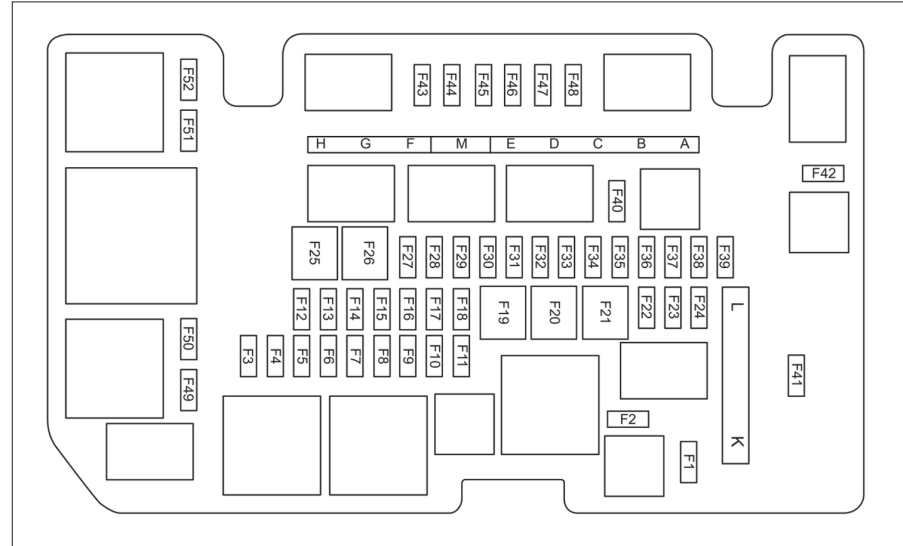 F52
F51
F43 F44 F45 F46 F47 F48
H G F M E D C B A
F42
F40
F25 F26 F27 F28 F29 F30 F31 F32 F33 F34 F35 F36 F37 F38 F39
F12 F13 F14 F15 F16 F17 F18 F19 F20 F21 F22 F23 F24 L
F50
F3 F4 F5 F6 F7 F8 F9 F10 F11
F49
F41
F2
K
F1